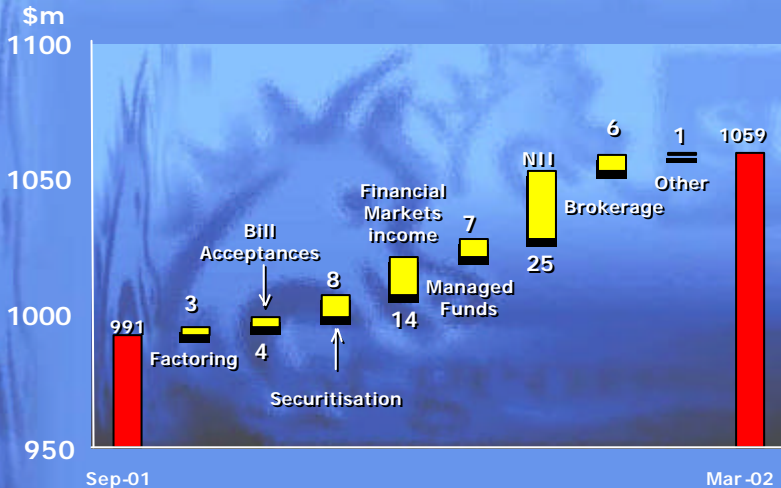 $m
1100
1050
1000
950
991
3
Factoring
Bill
Acceptances
4
8
Securitisation
Financial
Markets
income
14
7
Managed
Funds
NII
25
6
Brokerage
1
Other
1059
Sep-01
Mar-02